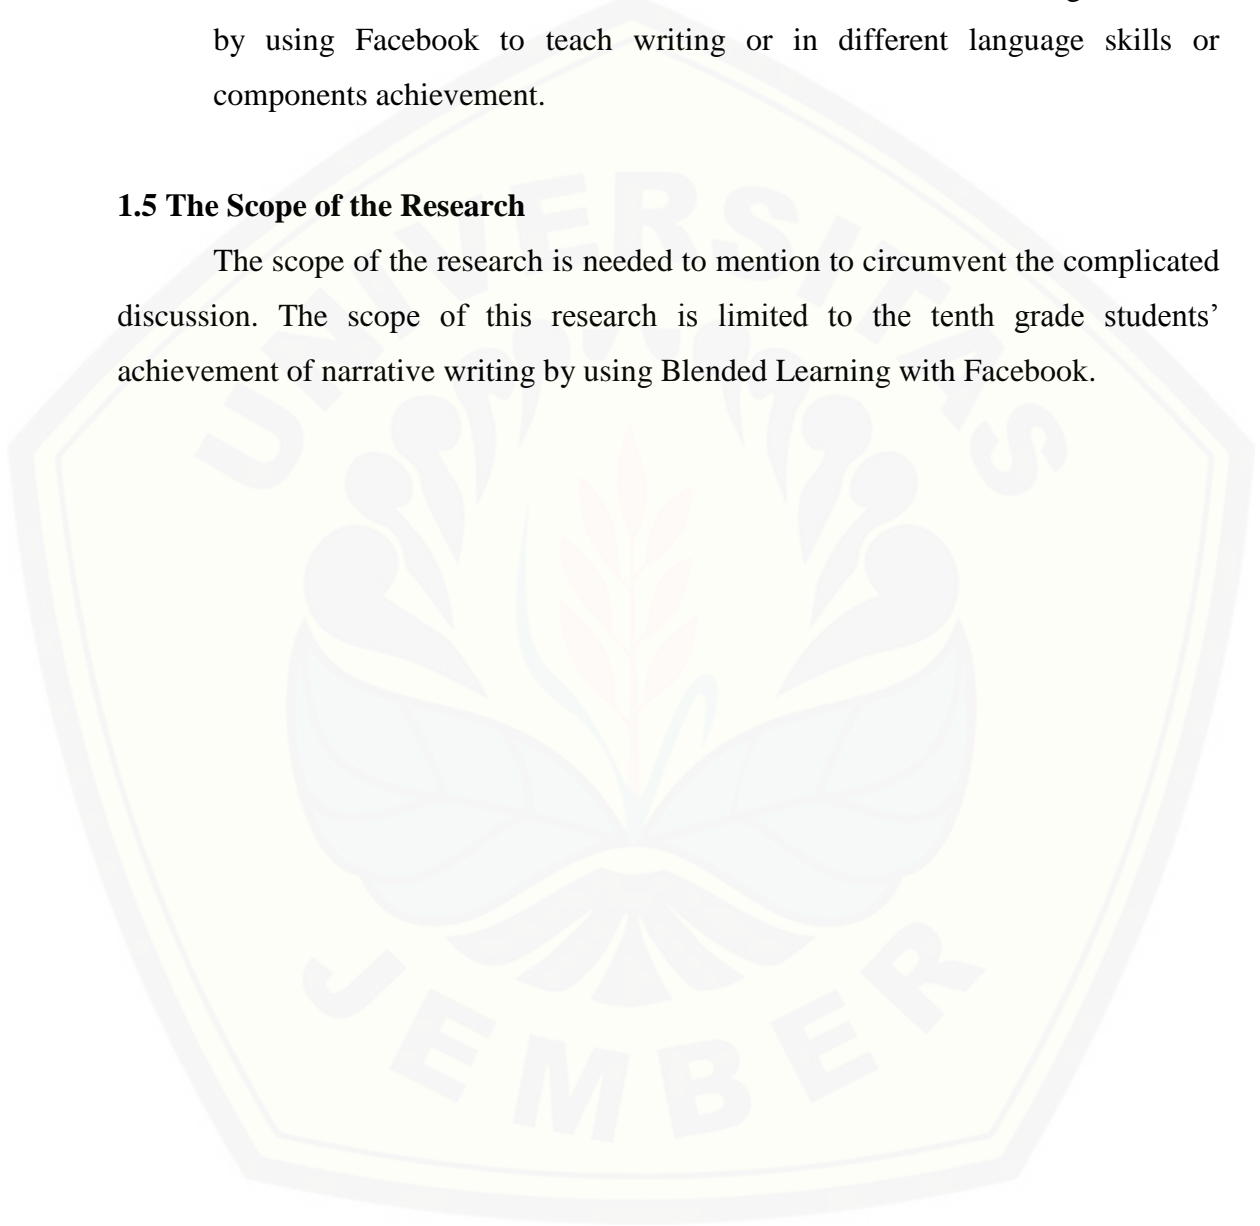 by using Facebook to teach writing or in different language skills or
components achievement.
1.5 The Scope of the Research
The scope of the research is needed to mention to circumvent the complicated
discussion. The scope of this research is limited to the tenth grade students’
achievement of narrative writing by using Blended Learning with Facebook.
UNIVERSITAS
JEMBER